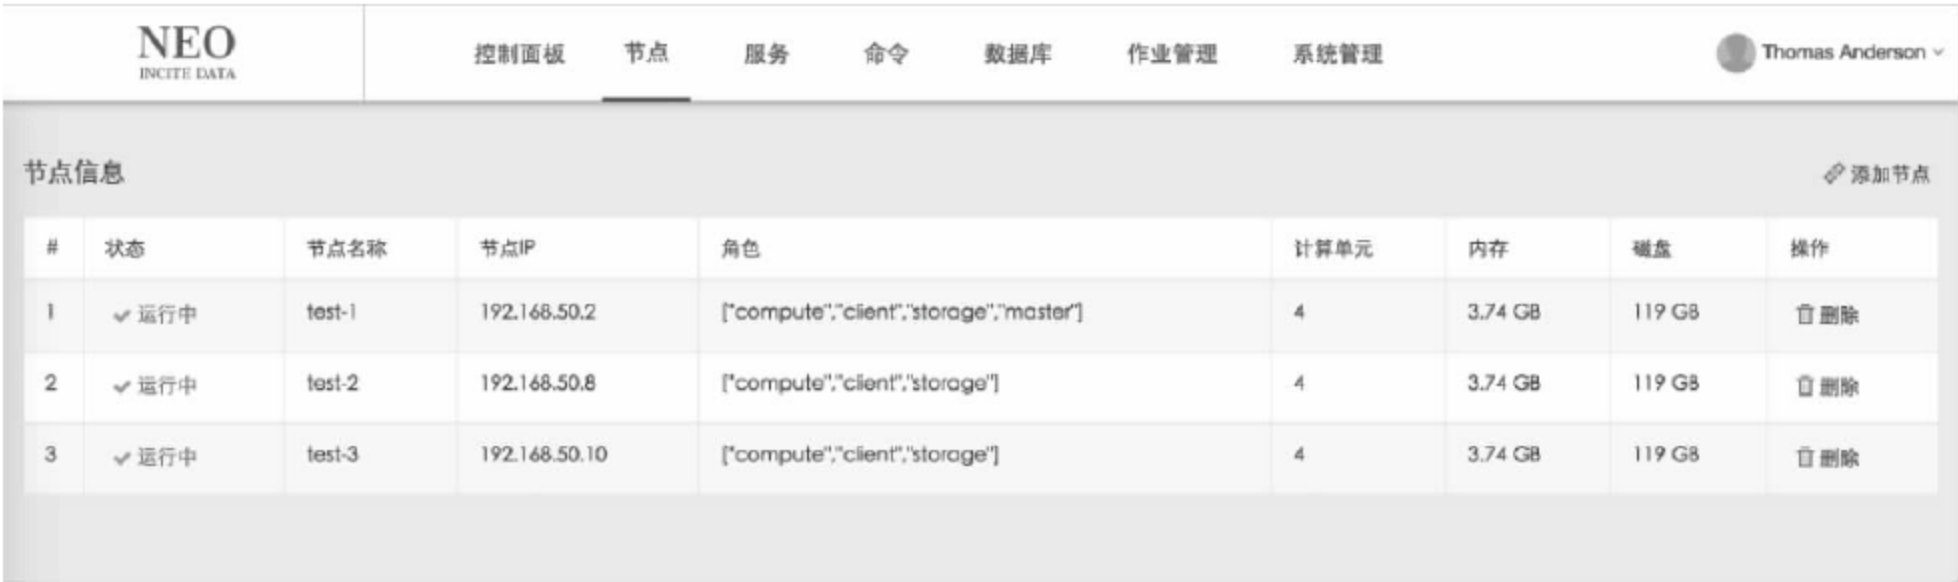 NEO
INCITE DATA
控制面板 节点 服务 命令 数据库 作业管理 系统管理 Thomas Anderson
节点信息 添加节点
# 状态 节点名称 节点IP 角色 计算单元 内存 磁盘 操作
1 运行中 test-1 192.168.50.2 ["compute","client","storage","master"] 4 3.74 GB 119 GB 删除
2 运行中 test-2 192.168.50.8 ["compute","client","storage"] 4 3.74 GB 119 GB 删除
3 运行中 test-3 192.168.50.10 ["compute","client","storage"] 4 3.74 GB 119 GB 删除